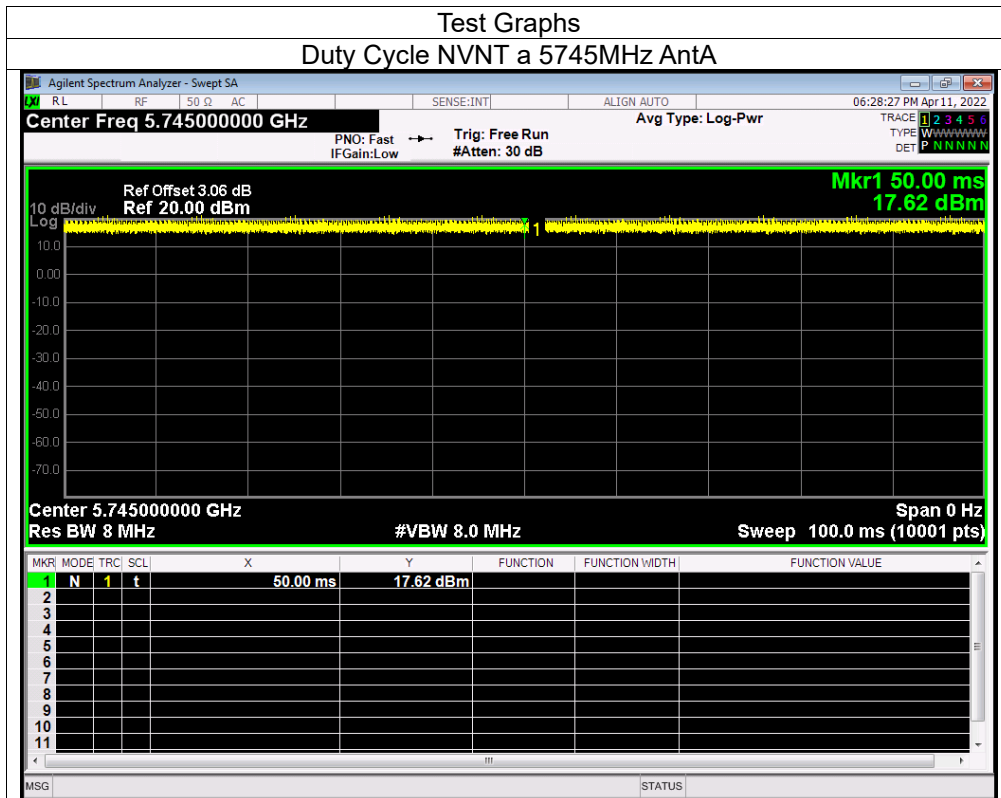 Test Graphs
Duty Cycle NVNT a 5745MHz AntA
Agilent Spectrum Analyzer - Swept SA
RL RF 50 Ω AC SENSE:INT ALIGN AUTO 06:28:27 PM Apr 11, 2022
Center Freq 5.745000000 GHz Avg Type: Log-Pwr TRACE 1 2 3 4 5 6
PNO: Fast Trig: Free Run TYPE WWWWWW
IFGain:Low #Atten: 30 dB DET P N N N N N
Mkr1 50.00 ms
Ref Offset 3.06 dB
10 dB/div Ref 20.00 dBm 17.62 dBm
Log
1
10.0
0.00
-10.0
-20.0
-30.0
-40.0
-50.0
-60.0
-70.0
Center 5.745000000 GHz Span 0 Hz
Res BW 8 MHz #VBW 8.0 MHz Sweep 100.0 ms (10001 pts)
MKR MODE TRC SCL X Y FUNCTION FUNCTION WIDTH FUNCTION VALUE
1 N 1 t 50.00 ms 17.62 dBm
2
3
4
5
6
7
8
9
10
11
MSG STATUS